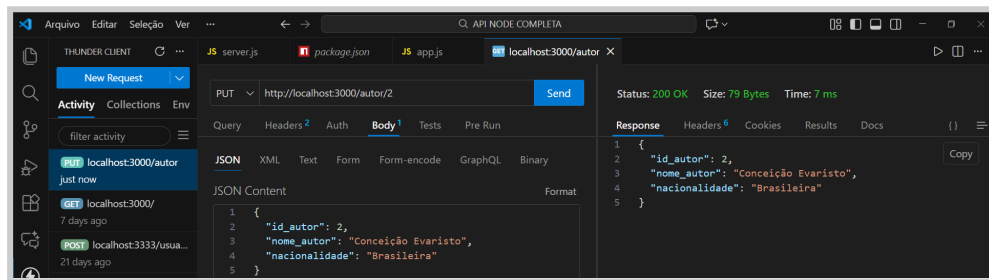 Arquivo Editar Seleção Ver ... API NODE COMPLETA
THUNDER CLIENT ...
JS server.js package.json JS app.js GET localhost:3000/autor
New Request
Activity Collections Env
filter activity
PUT localhost:3000/autor
just now
GET localhost:3000/
7 days ago
POST localhost:3333/usua...
21 days ago
PUT http://localhost:3000/autor/2 Send
Query Headers 2 Auth Body 1 Tests Pre Run
JSON XML Text Form Form-encode GraphQL Binary
JSON Content Format
1 {
2 "id_autor": 2,
3 "nome_autor": "Conceição Evaristo",
4 "nacionalidade": "Brasileira"
5 }
Status: 200 OK Size: 79 Bytes Time: 7 ms
Response Headers 6 Cookies Results Docs { }
1 {
2 "id_autor": 2,
3 "nome_autor": "Conceição Evaristo",
4 "nacionalidade": "Brasileira"
5 }
Copy